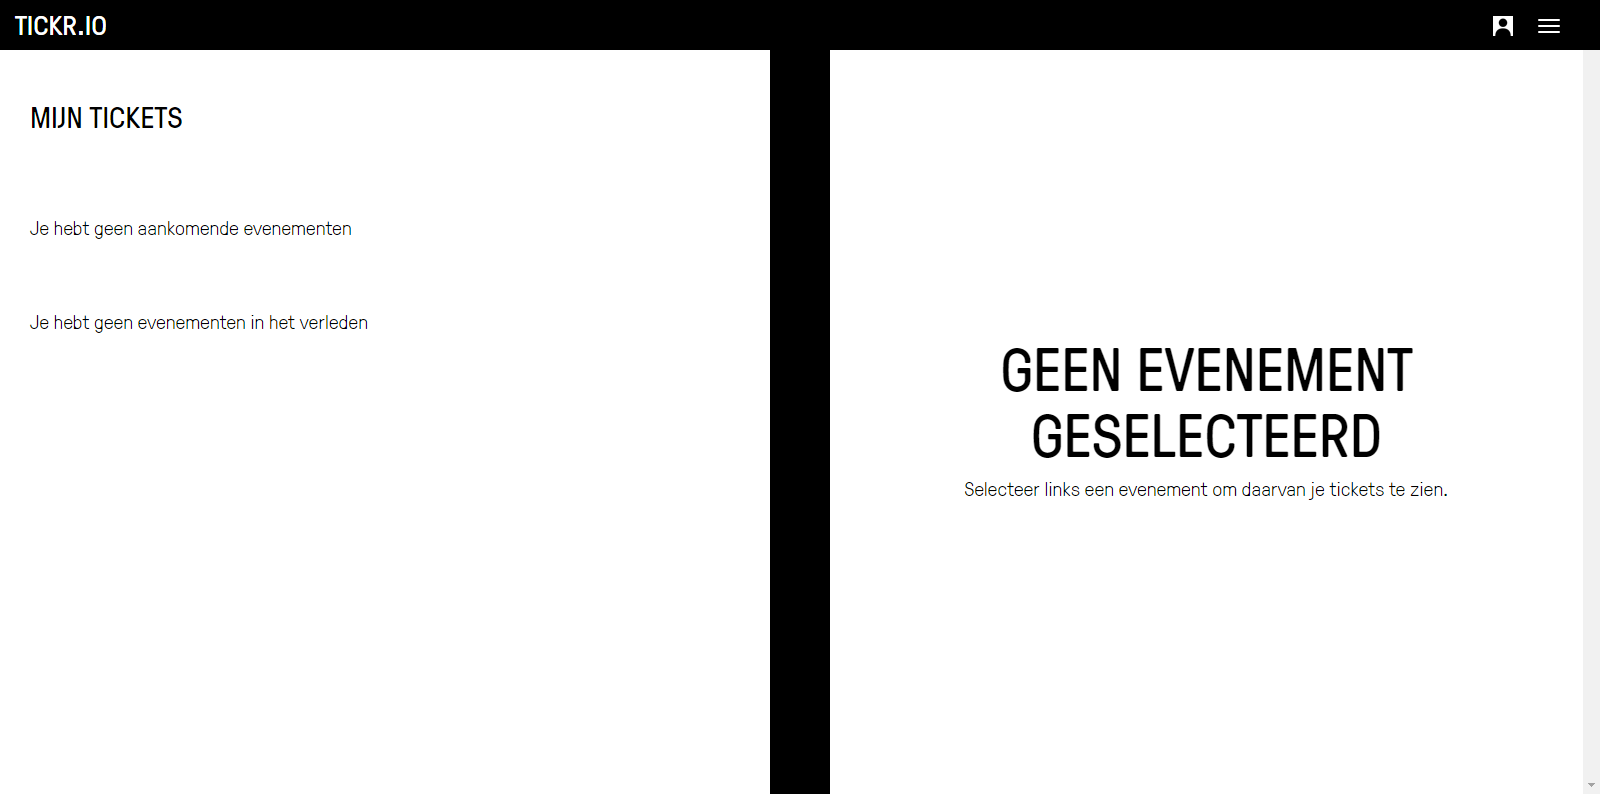 TICKR.IO
MIJN TICKETS
Je hebt geen aankomende evenementen
Je hebt geen evenementen in het verleden
GEEN EVENEMENT
GESELECTEERD
Selecteer links een evenement om daarvan je tickets te zien.